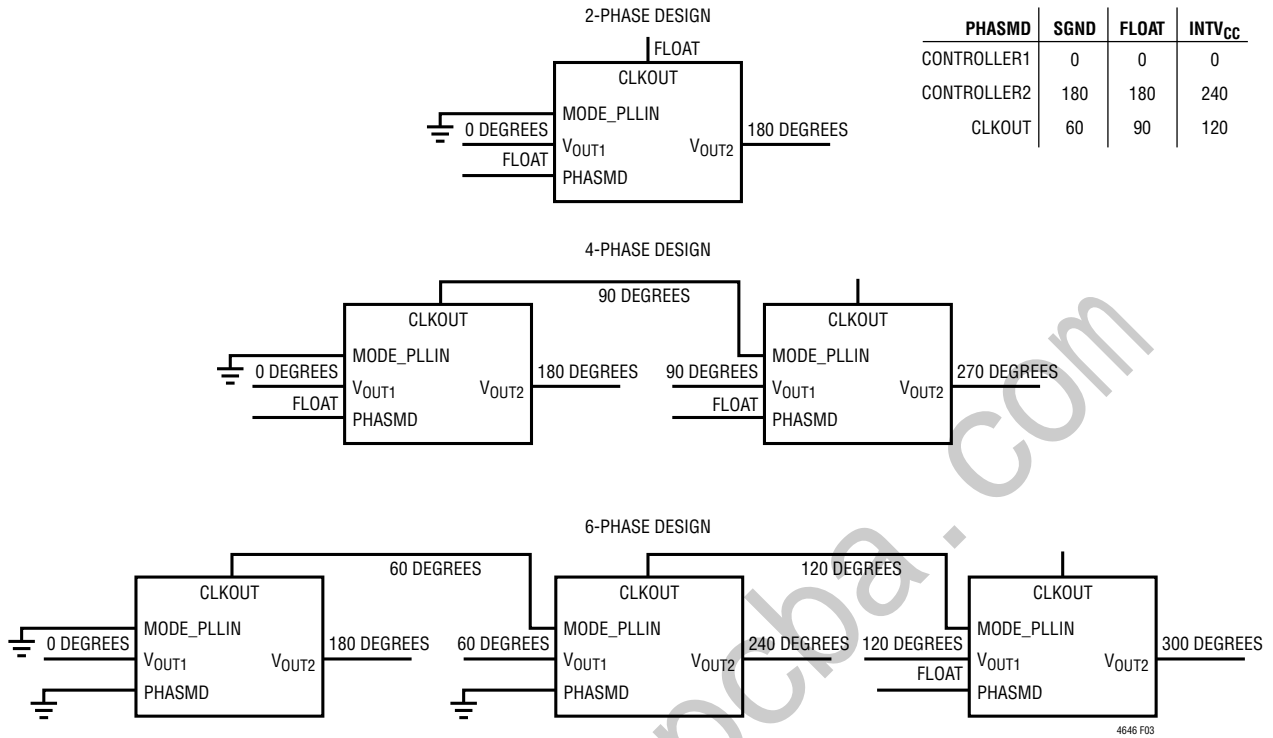 2-PHASE DESIGN
FLOAT
CLKOUT
MODE_PLLIN
0 DEGREES
VOUT1
VOUT2
180 DEGREES
FLOAT
PHASMD
PHASMD SGND FLOAT INTVCC
CONTROLLER1 0 0 0
CONTROLLER2 180 180 240
CLKOUT 60 90 120
4-PHASE DESIGN
90 DEGREES
CLKOUT
MODE_PLLIN
0 DEGREES
VOUT1
VOUT2
180 DEGREES
FLOAT
PHASMD
CLKOUT
MODE_PLLIN
90 DEGREES
VOUT1
VOUT2
270 DEGREES
FLOAT
PHASMD
6-PHASE DESIGN
60 DEGREES
120 DEGREES
CLKOUT
MODE_PLLIN
0 DEGREES
VOUT1
VOUT2
180 DEGREES
PHASMD
CLKOUT
MODE_PLLIN
60 DEGREES
VOUT1
VOUT2
240 DEGREES
PHASMD
CLKOUT
MODE_PLLIN
120 DEGREES
VOUT1
VOUT2
300 DEGREES
FLOAT
PHASMD
4646 F03
pcba.com